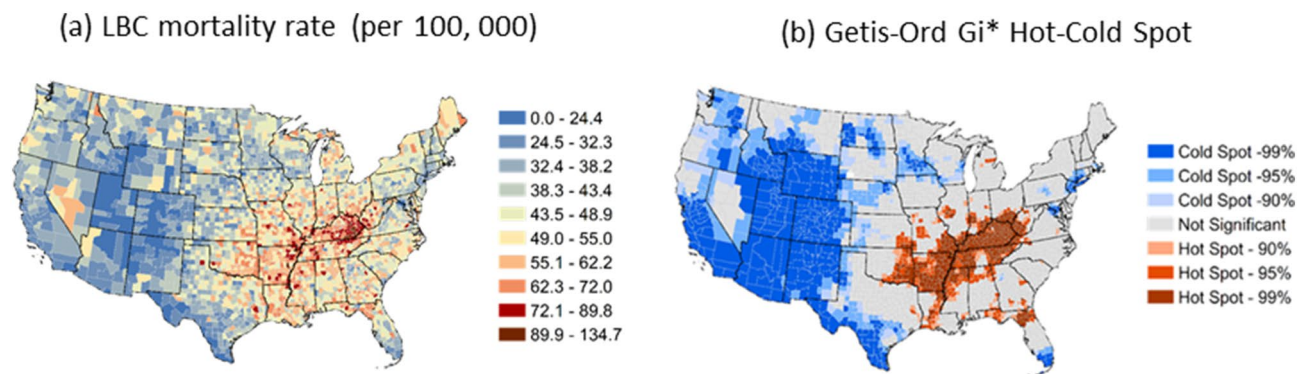 (a) LBC mortality rate (per 100, 000)
(b) Getis-Ord Gi* Hot-Cold Spot
0.0 - 24.4
24.5 - 32.3
32.4 - 38.2
38.3 - 43.4
43.5 - 48.9
49.0 - 55.0
55.1 - 62.2
62.3 - 72.0
72.1 - 89.8
89.9 - 134.7
Cold Spot -99%
Cold Spot -95%
Cold Spot -90%
Not Significant
Hot Spot - 90%
Hot Spot - 95%
Hot Spot - 99%